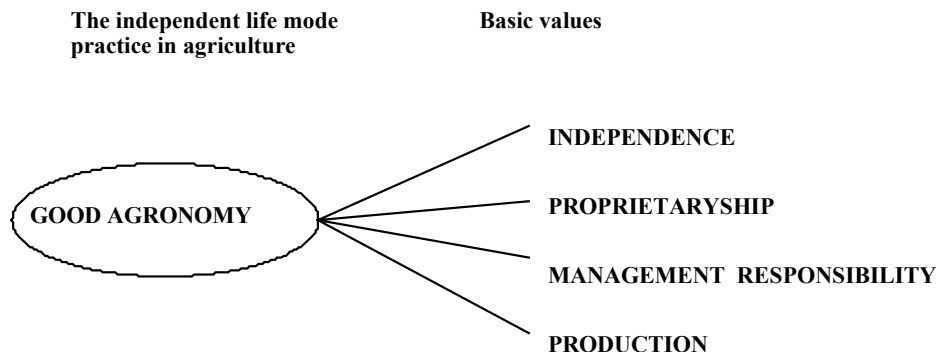 The independent life mode
practice in agriculture
Basic values
INDEPENDENCE
GOOD AGRONOMY
PROPRIETARYSHIP
MANAGEMENT RESPONSIBILITY
PRODUCTION